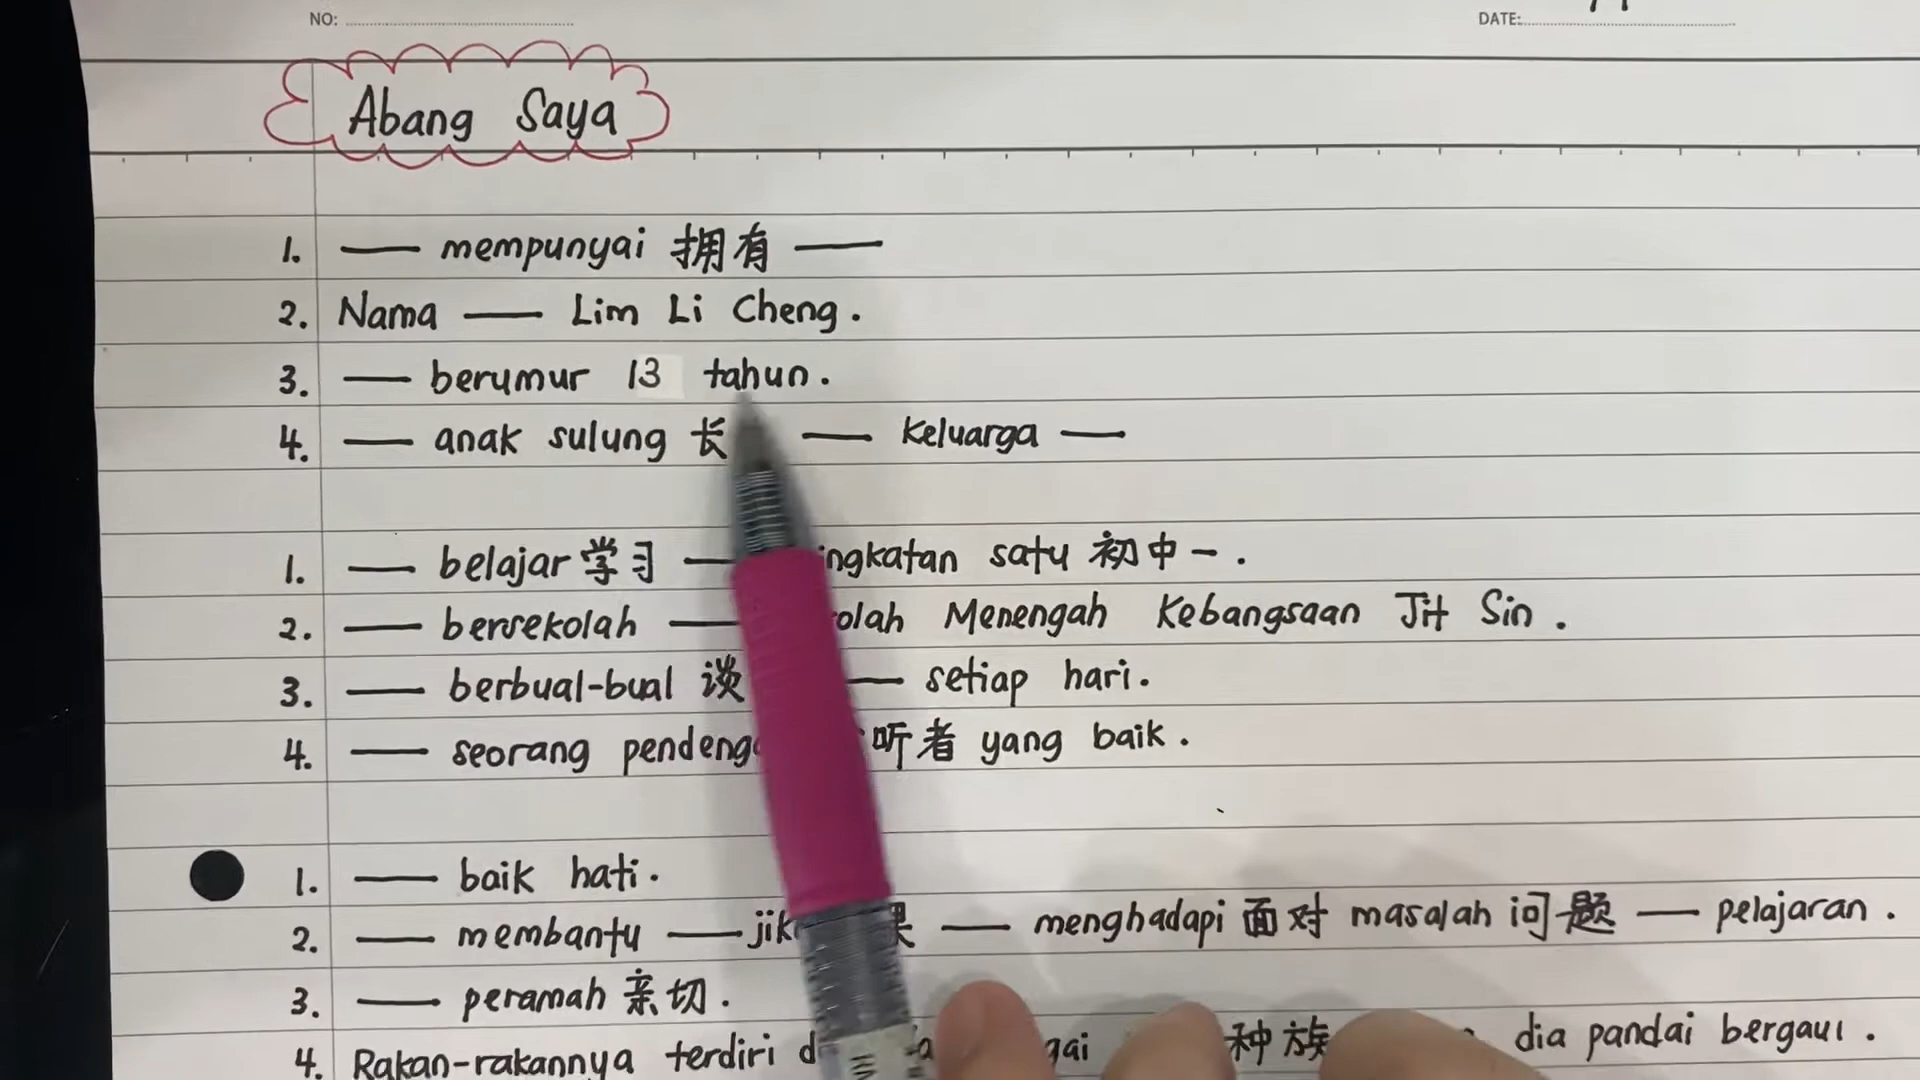 NO:
DATE:
Abang Saya
1. — mempunyai 拥有 —
2. Nama — Lim Li Cheng.
3. — berumur 13 tahun.
4. — anak sulung 长 — keluarga —
1. — belajar 学习 — ingkatan satu 初中一.
2. — bersekolah — olah Menengah Kebangsaan Jit Sin.
3. — berbual-bual 谈 — setiap hari.
4. — seorang pendeng 听者 yang baik.
1. — baik hati.
2. — membantu — jik — menghadapi 面对 masalah 问题 — pelajaran.
3. — peramah 亲切.
4. Rakan-rakannya terdiri d gai 种族 dia pandai bergaul.